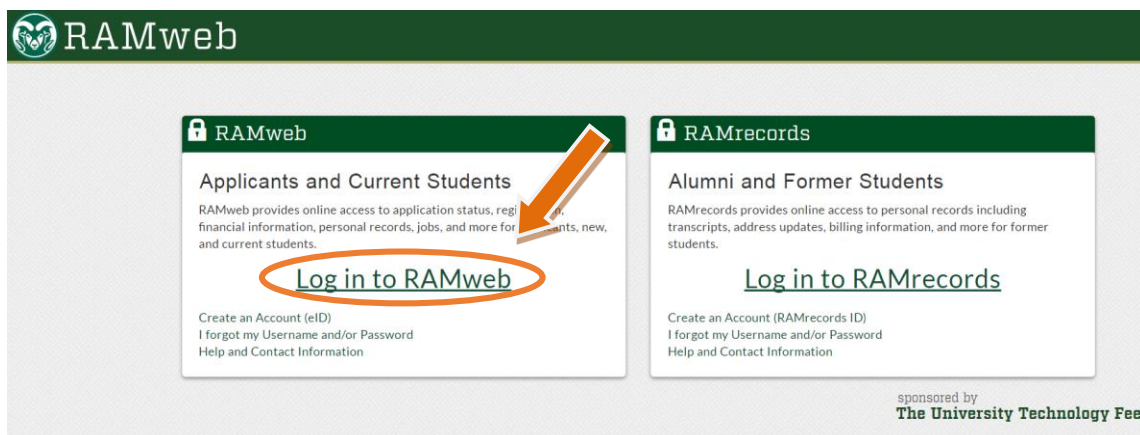 RAMweb
RAMweb
Applicants and Current Students
RAMweb provides online access to application status, regi
financial information, personal records, jobs, and more for ants, new,
and current students.
Log in to RAMweb
Create an Account (eID)
I forgot my Username and/or Password
Help and Contact Information
RAMrecords
Alumni and Former Students
RAMrecords provides online access to personal records including
transcripts, address updates, billing information, and more for former
students.
Log in to RAMrecords
Create an Account (RAMrecords ID)
I forgot my Username and/or Password
Help and Contact Information
sponsored by
The University Technology Fee